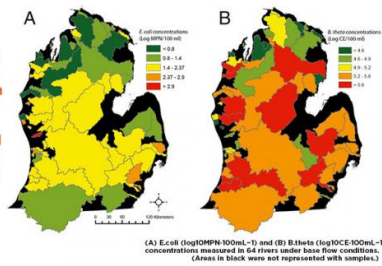 A
E.coli concentrations
(Log MPN/100 ml)
< 0.8
0.8 - 1.4
1.4 - 2.37
2.37 - 2.9
> 2.9
0 20 40 80 120 Kilometers
B
B.theta concentrations
(Log CE/100 ml)
< 4.6
4.6 - 4.9
4.9 - 5.2
5.2 - 5.6
> 5.6
(A) E.coli (log10MPN-100mL−1) and (B) B.theta (log10CE-100mL−1
concentrations measured in 64 rivers under base flow conditions.
(Areas in black were not represented with samples.)